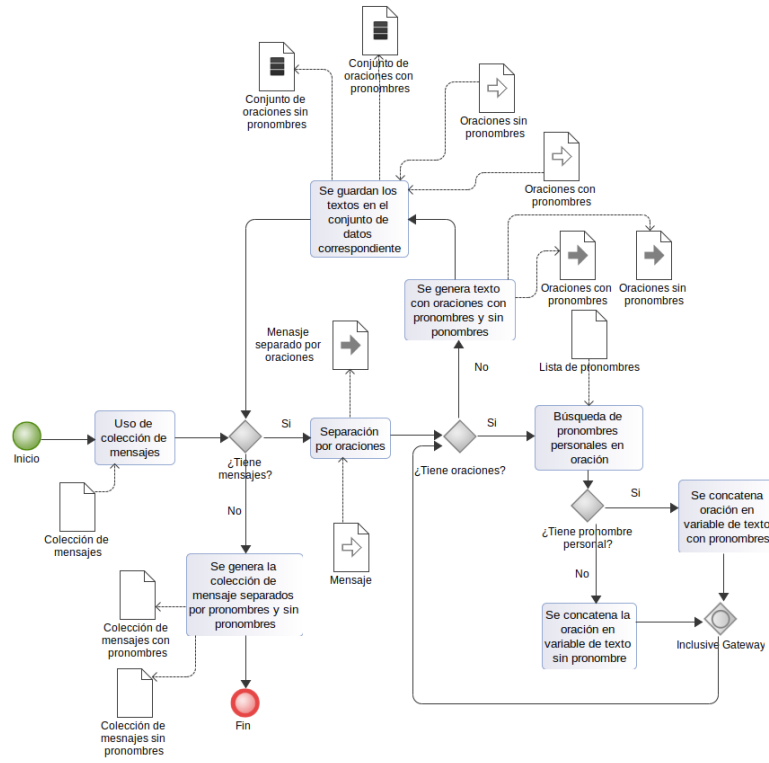 Conjunto de
oraciones con
pronombres
Conjunto de
oraciones sin
pronombres
Oraciones sin
pronombres
Oraciones con
pronombres
Se guardan los
textos en el
conjunto de
datos
correspondiente
Se genera texto
con oraciones con
pronombres y sin
ponombres
Oraciones con
pronombres
Oraciones sin
pronombres
Menasje
separado por
oraciones
Lista de pronombres
No
Inicio
Uso de
colección de
mensajes
¿Tiene
mensajes?
Si
Separación
por oraciones
¿Tiene oraciones?
Si
Búsqueda de
pronombres
personales en
oración
Colección de
mensajes
No
Mensaje
¿Tiene pronombre
personal?
Si
Se concatena
oración en
variable de texto
con pronombres
No
Se genera la
colección de
mensaje separados
por pronombres y sin
pronombres
Colección de
mensajes con
pronombres
Se concatena la
oración en
variable de texto
sin pronombre
Inclusive Gateway
Colección de
mesnajes sin
pronombres
Fin